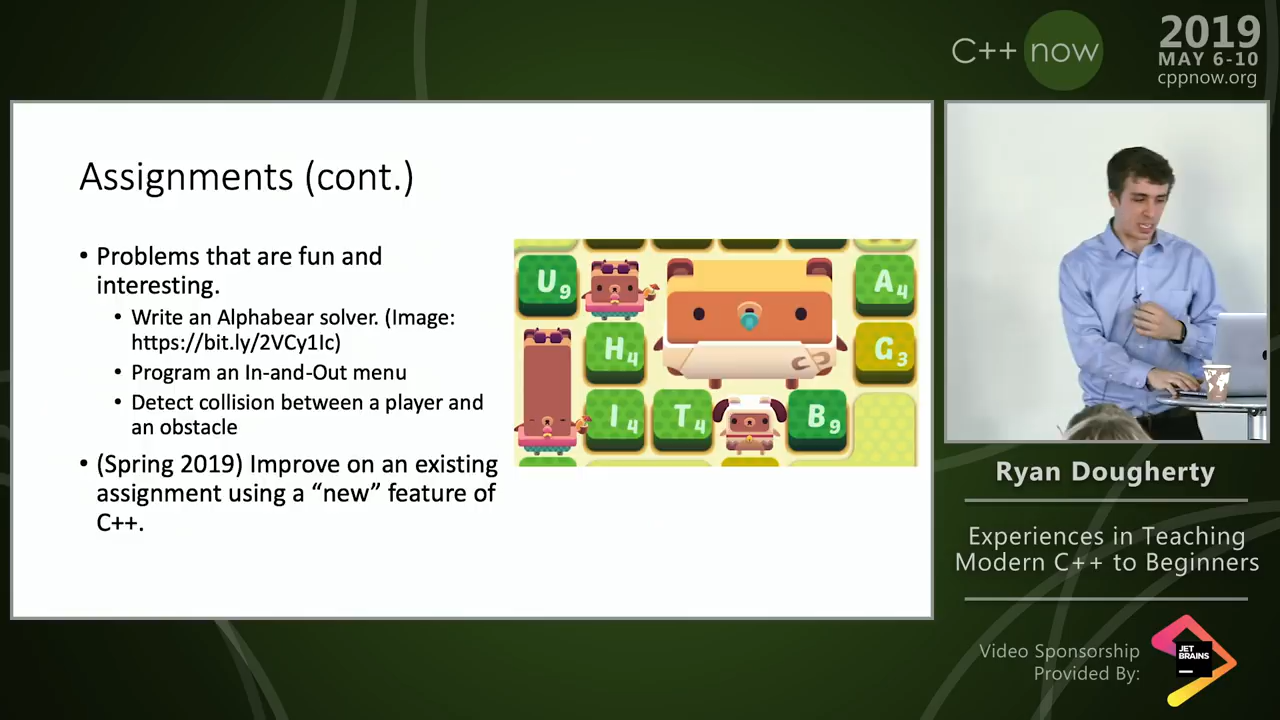 C++ now
2019
MAY 6-10
cppnow.org
Assignments (cont.)
• Problems that are fun and
interesting.
• Write an Alphabear solver. (Image:
https://bit.ly/2VCy1Ic)
• Program an In-and-Out menu
• Detect collision between a player and
an obstacle
• (Spring 2019) Improve on an existing
assignment using a “new” feature of
C++.
U9
A4
H4
G3
I4 T4 B9
Ryan Dougherty
Experiences in Teaching
Modern C++ to Beginners
Video Sponsorship
Provided By:
JET
BRAINS